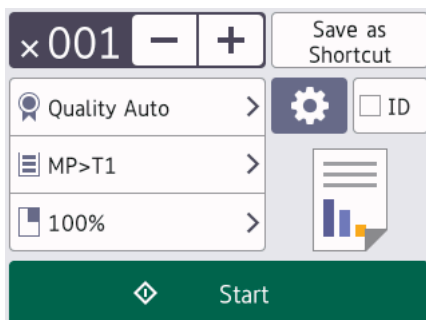 ×001
Save as
Shortcut
Quality Auto
ID
MP>T1
100%
Start